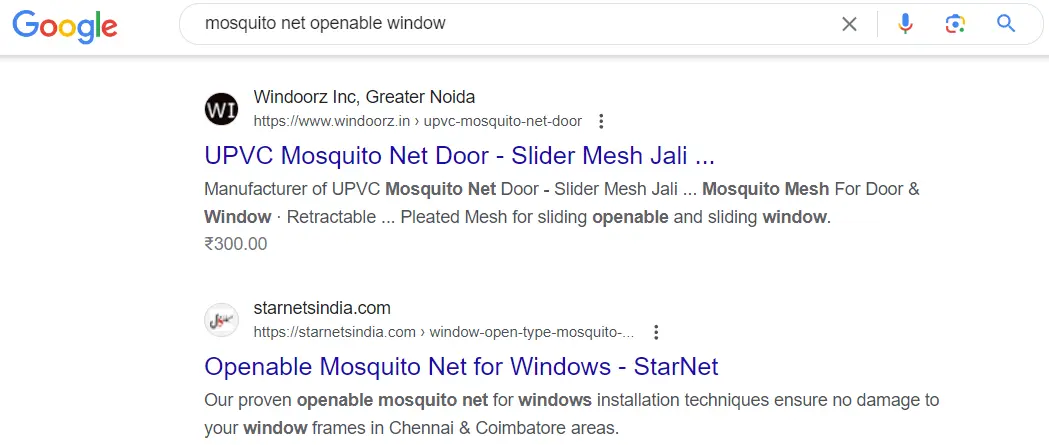 Google
mosquito net openable window
WI
Windoorz Inc, Greater Noida
https://www.windoorz.in › upvc-mosquito-net-door
UPVC Mosquito Net Door - Slider Mesh Jali ...
Manufacturer of UPVC Mosquito Net Door - Slider Mesh Jali ... Mosquito Mesh For Door &
Window · Retractable ... Pleated Mesh for sliding openable and sliding window.
₹300.00
starnetsindia.com
https://starnetsindia.com › window-open-type-mosquito-...
Openable Mosquito Net for Windows - StarNet
Our proven openable mosquito net for windows installation techniques ensure no damage to
your window frames in Chennai & Coimbatore areas.